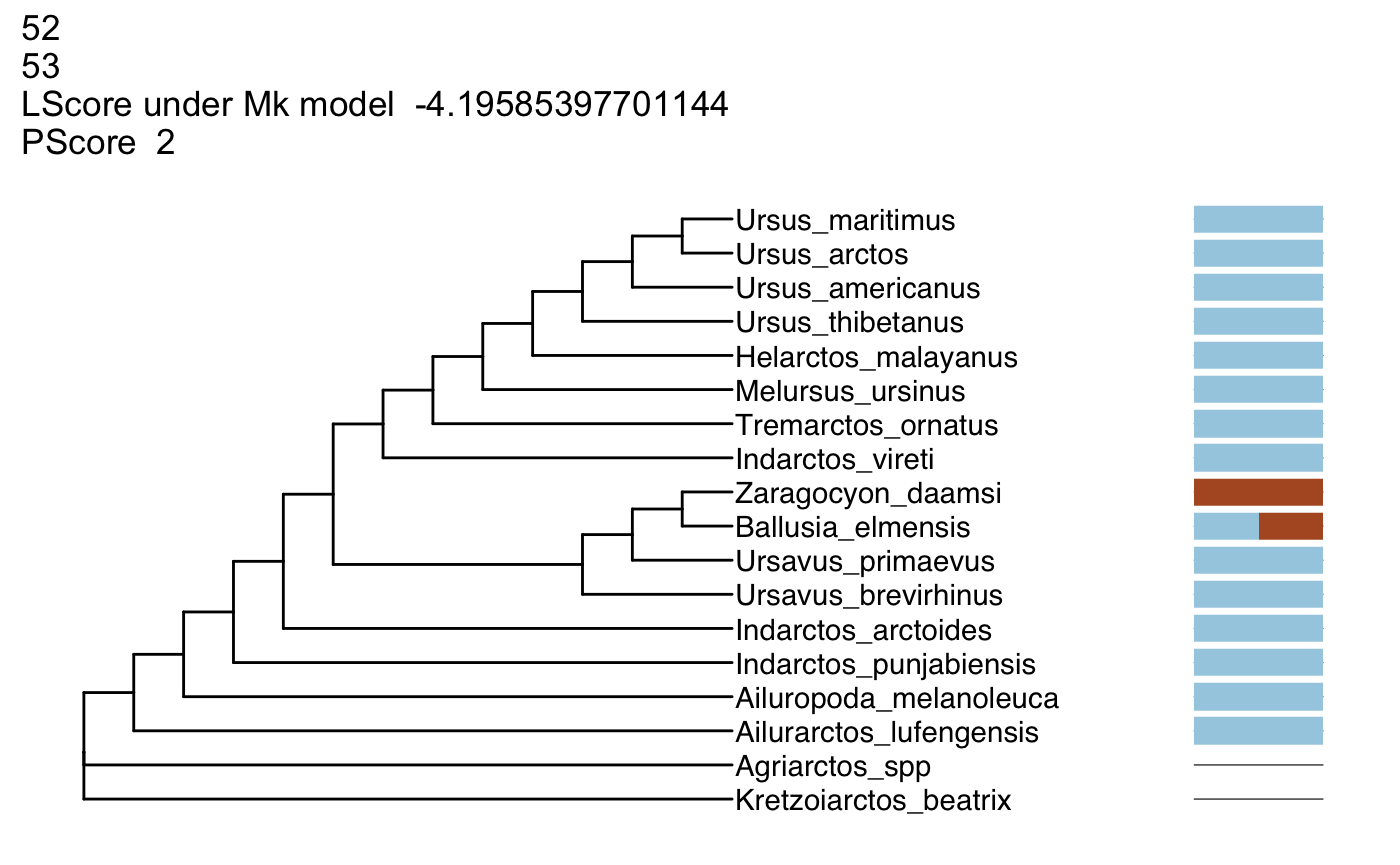 52
53
LScore under Mk model -4.19585397701144
PScore 2
Ursus_maritimus
Ursus_arctos
Ursus_americanus
Ursus_thibetanus
Helarctos_malayanus
Melursus_ursinus
Tremarctos_ornatus
Indarctos_vireti
Zaragocyon_daamsi
Ballusia_elmensis
Ursavus_primaevus
Ursavus_brevirhinus
Indarctos_arctoides
Indarctos_punjabiensis
Ailuropoda_melanoleuca
Ailurarctos_lufengensis
Agriarctos_spp
Kretzoiarctos_beatrix